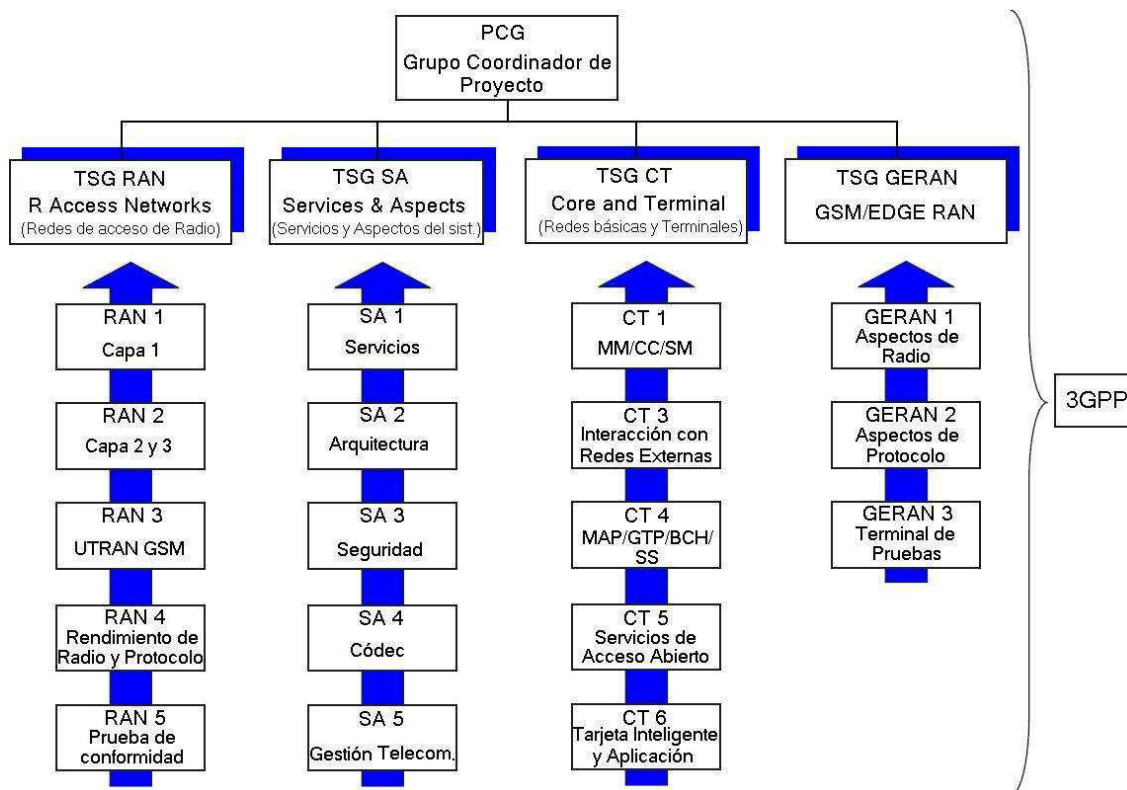 PCG
Grupo Coordinador de
Proyecto
TSG RAN
R Access Networks
(Redes de acceso de Radio)
TSG SA
Services & Aspects
(Servicios y Aspectos del sist.)
TSG CT
Core and Terminal
(Redes básicas y Terminales)
TSG GERAN
GSM/EDGE RAN
RAN 1
Capa 1
RAN 2
Capa 2 y 3
RAN 3
UTRAN GSM
RAN 4
Rendimiento de
Radio y Protocolo
RAN 5
Prueba de
conformidad
SA 1
Servicios
SA 2
Arquitectura
SA 3
Seguridad
SA 4
Códec
SA 5
Gestión Telecom.
CT 1
MM/CC/SM
CT 3
Interacción con
Redes Externas
CT 4
MAP/GTP/BCH/
SS
CT 5
Servicios de
Acceso Abierto
CT 6
Tarjeta Inteligente
y Aplicación
GERAN 1
Aspectos de
Radio
GERAN 2
Aspectos de
Protocolo
GERAN 3
Terminal de
Pruebas
3GPP